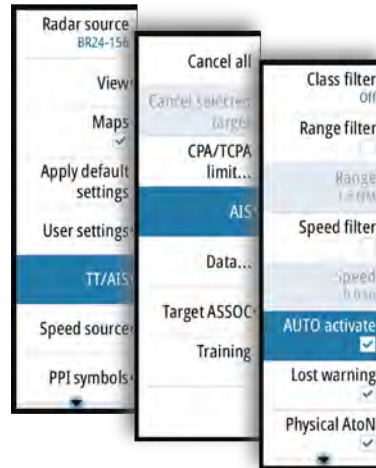 Radar source
BR24-156
View
Maps
Apply default
settings
User settings
TT/AIS
Speed source
PPI symbols
Cancel all
Cancel selected
target
CPA/TCPA
limit...
AIS
Data...
Target ASSOC
Training
Class filter
Off
Range filter
Range
Speed filter
Speed
AUTO activate
Lost warning
Physical AtoN